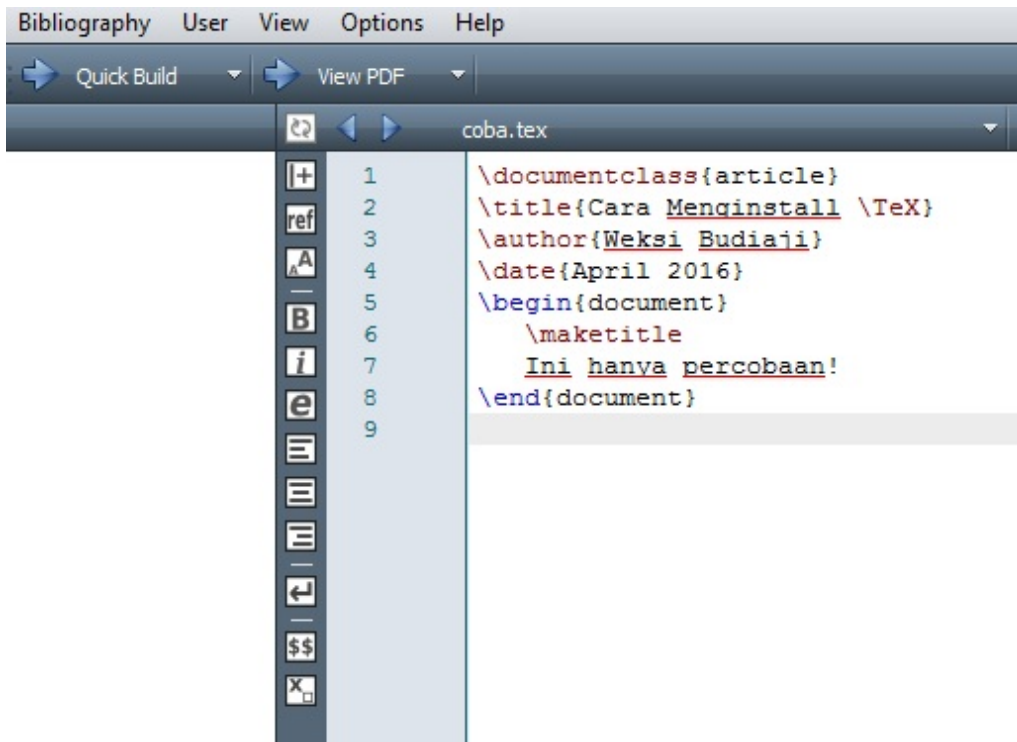 Bibliography User View Options Help
Quick Build View PDF
coba.tex
1 \documentclass{article}
2 \title{Cara Menginstall \TeX}
3 \author{Weksi Budiaji}
4 \date{April 2016}
5 \begin{document}
6 \maketitle
7 Ini hanya percobaan!
8 \end{document}
9
ref
A A
B
i
e
$$
x